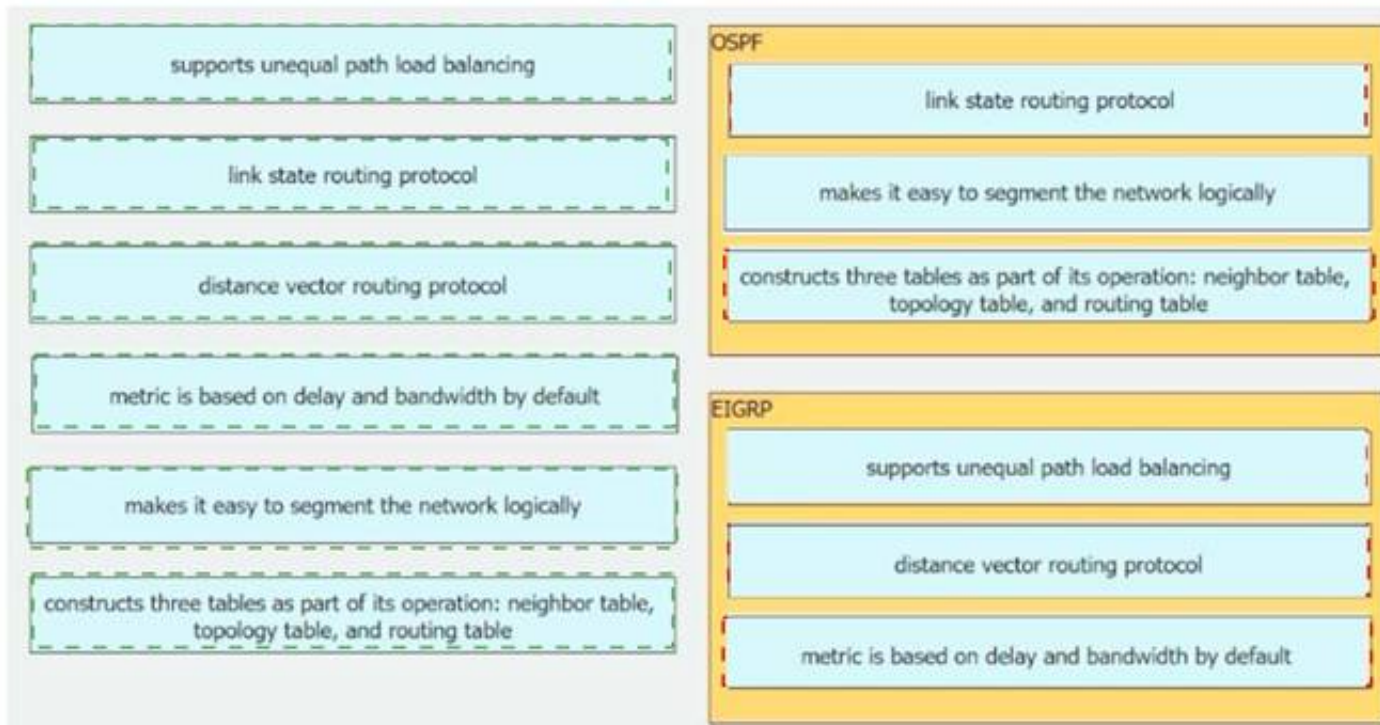 supports unequal path load balancing
link state routing protocol
distance vector routing protocol
metric is based on delay and bandwidth by default
makes it easy to segment the network logically
constructs three tables as part of its operation: neighbor table,
topology table, and routing table
OSPF
link state routing protocol
makes it easy to segment the network logically
constructs three tables as part of its operation: neighbor table,
topology table, and routing table
EIGRP
supports unequal path load balancing
distance vector routing protocol
metric is based on delay and bandwidth by default